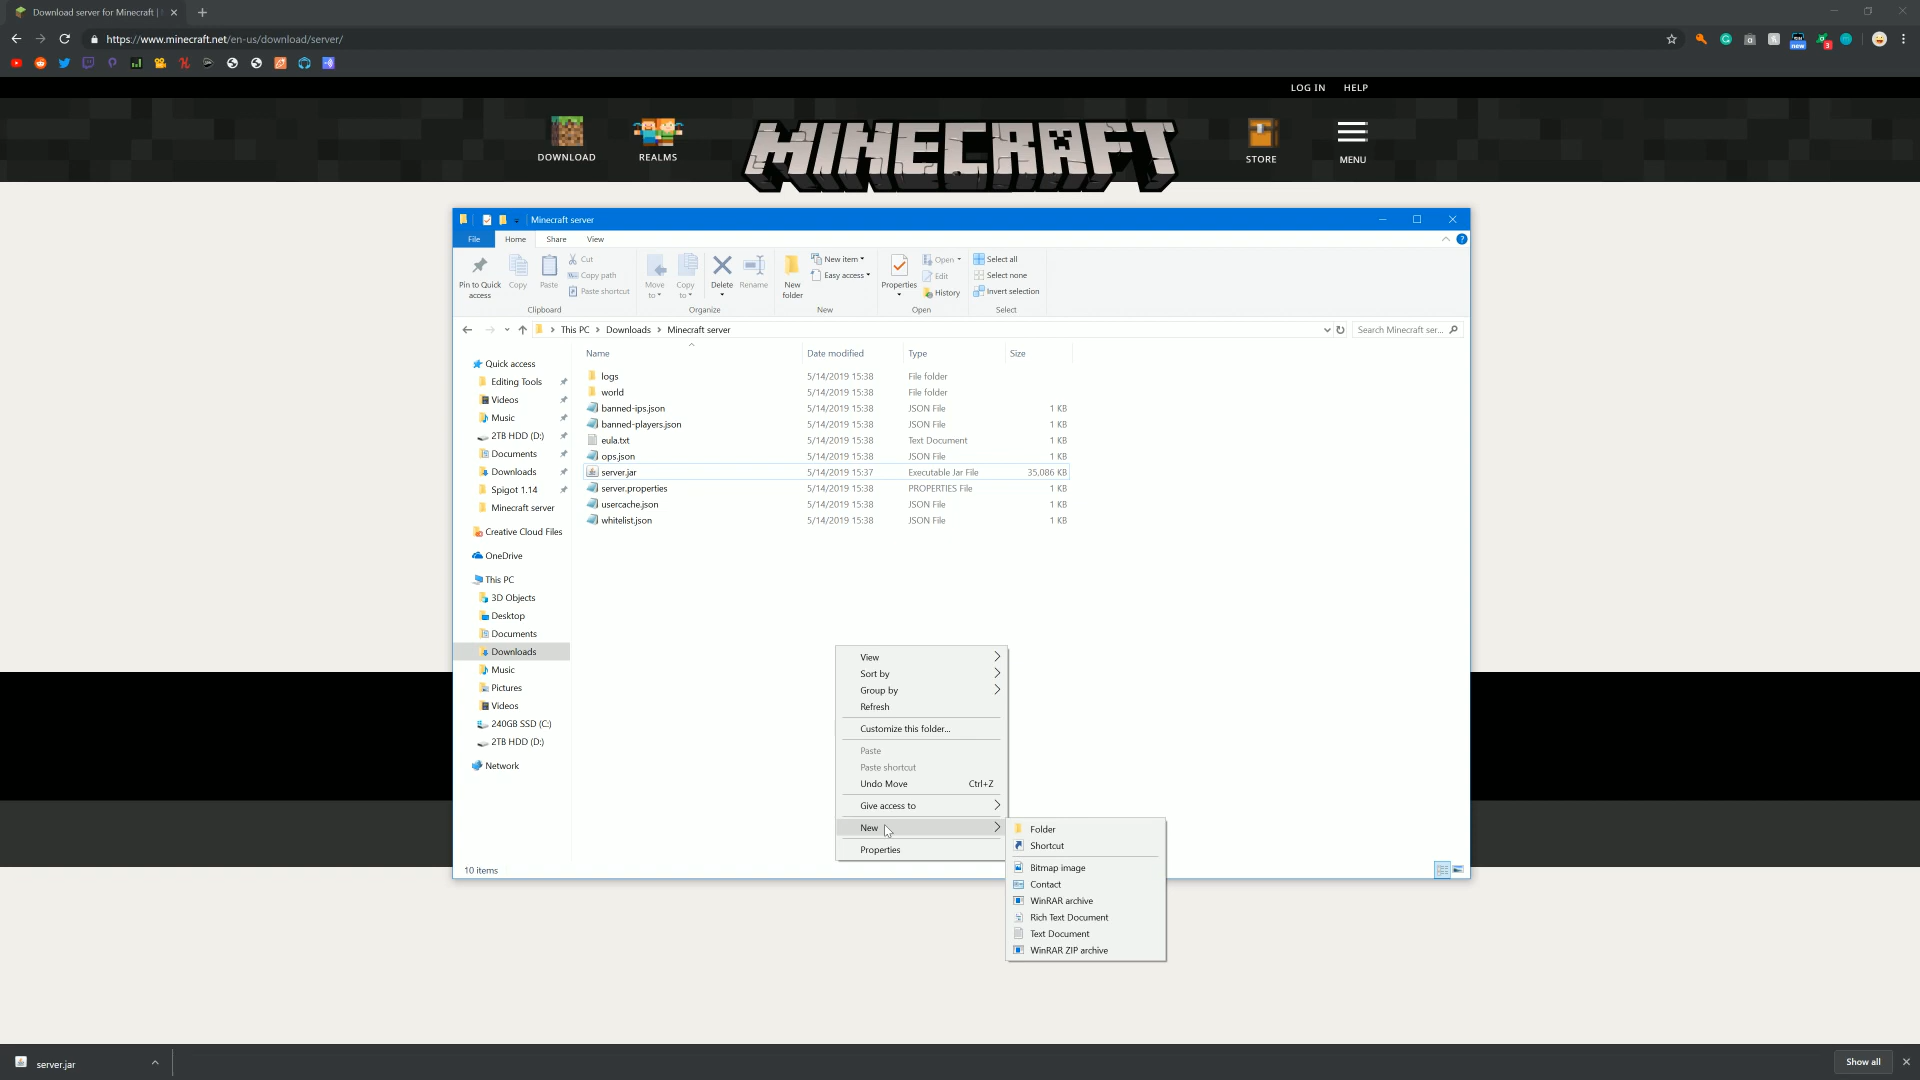 Download server for Minecraft |
https://www.minecraft.net/en-us/download/server/
new
3
LOG IN HELP
DOWNLOAD
REALMS
MINECRAFT
STORE
MENU
Minecraft server
File Home Share View
Pin to Quick access
Copy
Paste
Cut
Copy path
Paste shortcut
Clipboard
Move to
Copy to
Delete
Rename
Organize
New folder
New item
Easy access
New
Properties
Open
Edit
History
Open
Select all
Select none
Invert selection
Select
This PC > Downloads > Minecraft server
Search Minecraft ser...
Quick access
Editing Tools
Videos
Music
2TB HDD (D:)
Documents
Downloads
Spigot 1.14
Minecraft server
Creative Cloud Files
OneDrive
This PC
3D Objects
Desktop
Documents
Downloads
Music
Pictures
Videos
240GB SSD (C:)
2TB HDD (D:)
Network
Name Date modified Type Size
logs 5/14/2019 15:38 File folder
world 5/14/2019 15:38 File folder
banned-ips.json 5/14/2019 15:38 JSON File 1 KB
banned-players.json 5/14/2019 15:38 JSON File 1 KB
eula.txt 5/14/2019 15:38 Text Document 1 KB
ops.json 5/14/2019 15:38 JSON File 1 KB
server.jar 5/14/2019 15:37 Executable Jar File 35,086 KB
server.properties 5/14/2019 15:38 PROPERTIES File 1 KB
usercache.json 5/14/2019 15:38 JSON File 1 KB
whitelist.json 5/14/2019 15:38 JSON File 1 KB
View
Sort by
Group by
Refresh
Customize this folder...
Paste
Paste shortcut
Undo Move Ctrl+Z
Give access to
New
Properties
Folder
Shortcut
Bitmap image
Contact
WinRAR archive
Rich Text Document
Text Document
WinRAR ZIP archive
10 items
server.jar
Show all